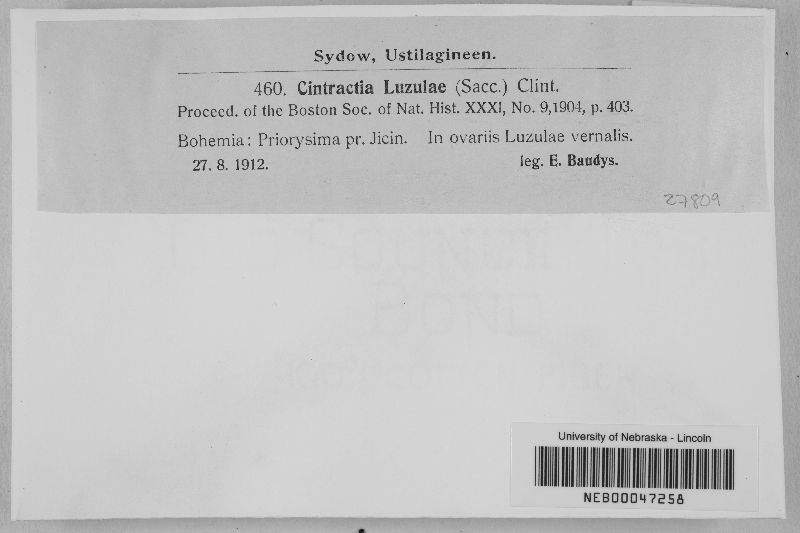 Sydow, Ustilagineen.
460. Cintractia Luzulae (Sacc.) Clint.
Proceed. of the Boston Soc. of Nat. Hist. XXXI, No. 9,1904, p. 403.
Bohemia: Priorysima pr. Jicin. In ovariis Luzulae vernalis.
27. 8. 1912. leg. E. Baudys.
27809
University of Nebraska - Lincoln
NEB00047258